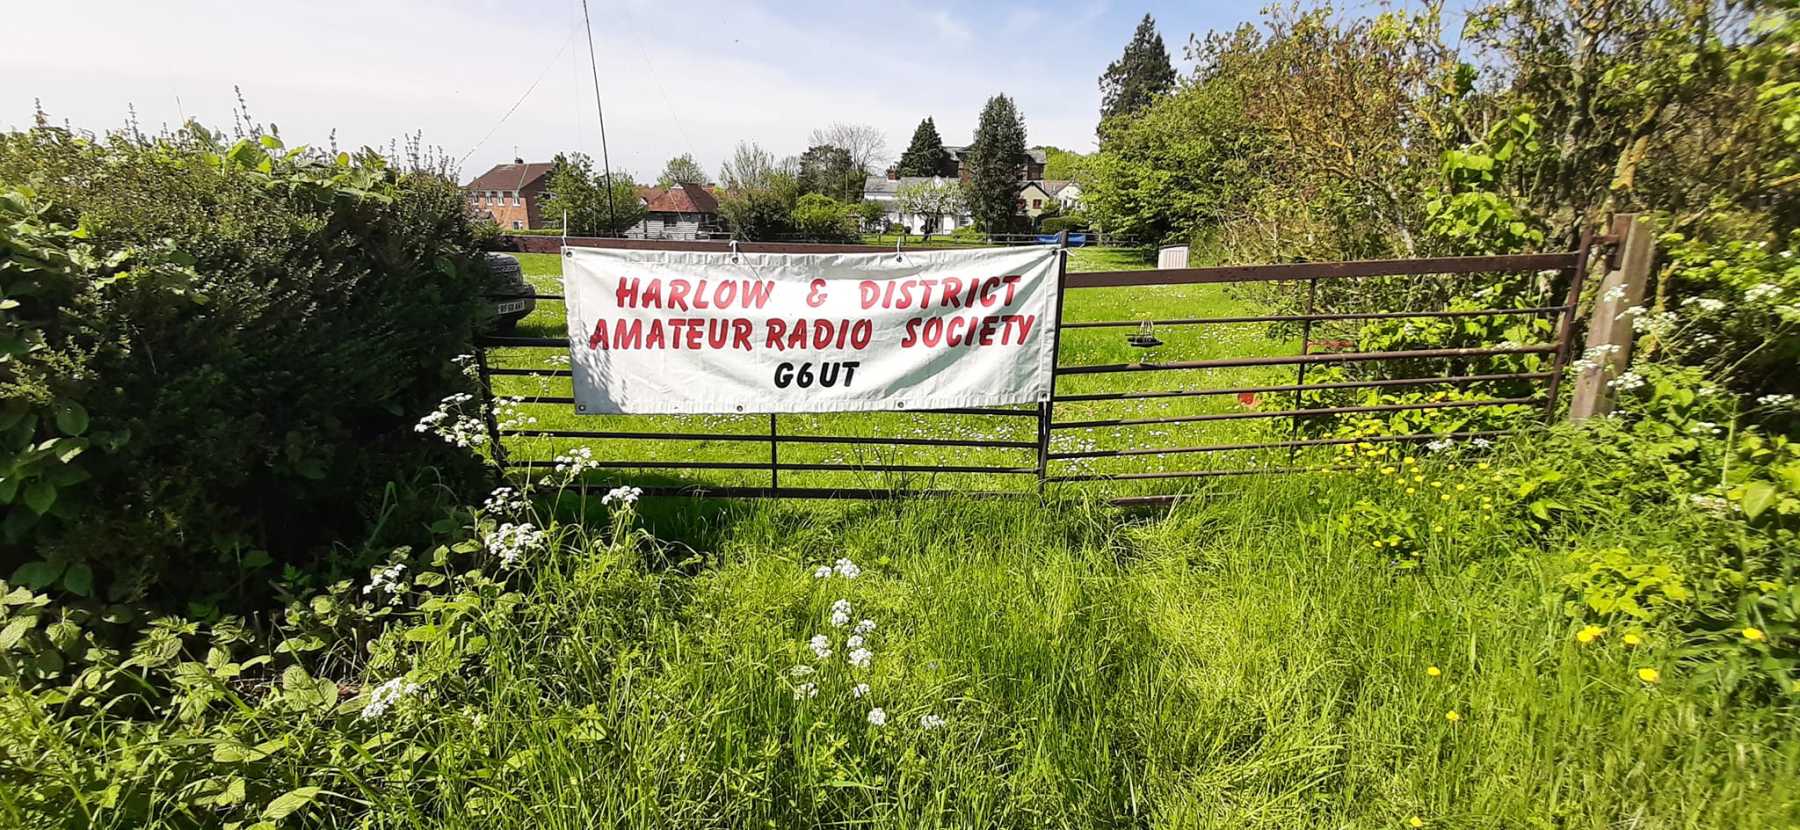 HARLOW & DISTRICT
AMATEUR RADIO SOCIETY
G6UT